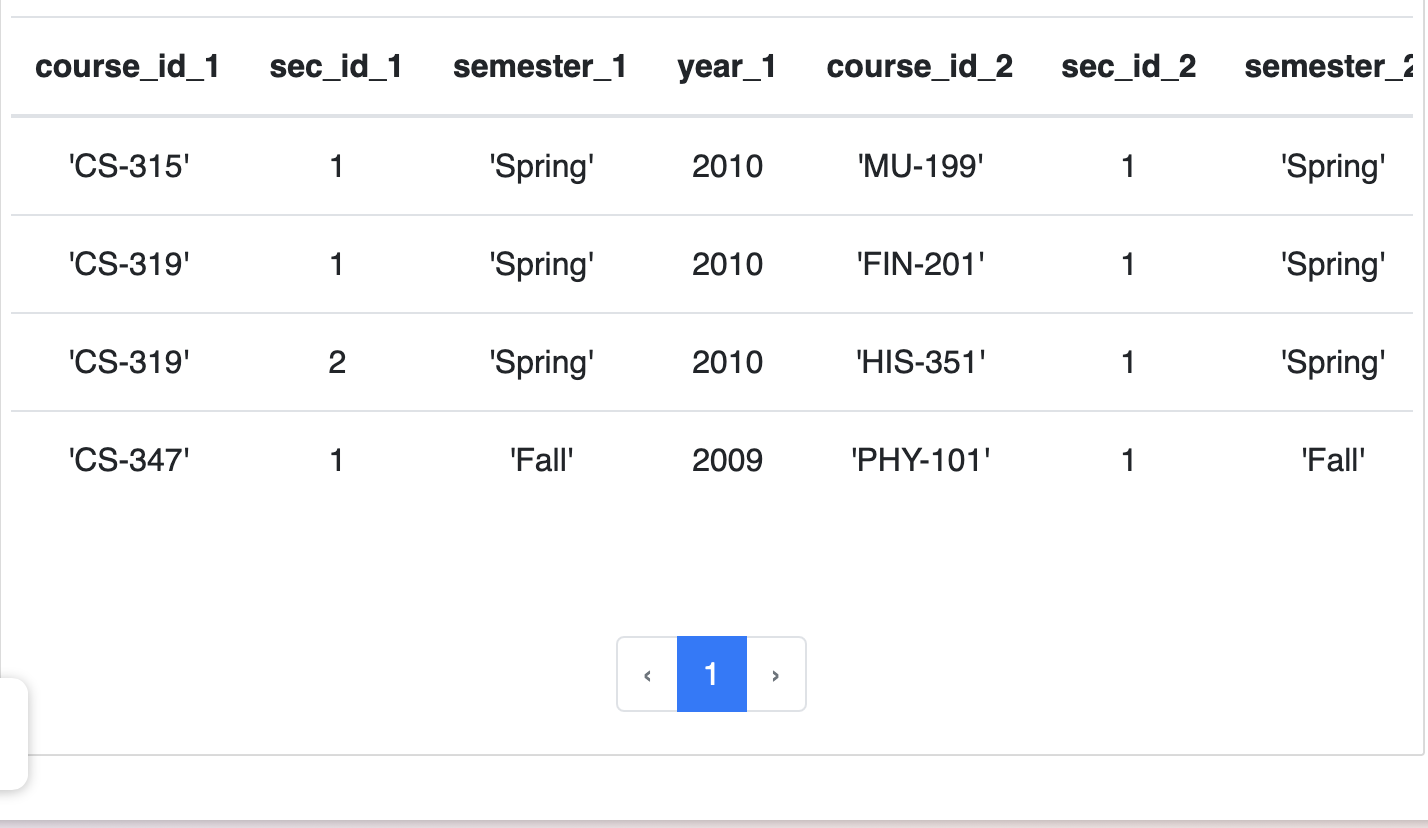 course_id_1 sec_id_1 semester_1 year_1 course_id_2 sec_id_2 semester_2
'CS-315' 1 'Spring' 2010 'MU-199' 1 'Spring'
'CS-319' 1 'Spring' 2010 'FIN-201' 1 'Spring'
'CS-319' 2 'Spring' 2010 'HIS-351' 1 'Spring'
'CS-347' 1 'Fall' 2009 'PHY-101' 1 'Fall'
‹ 1 ›